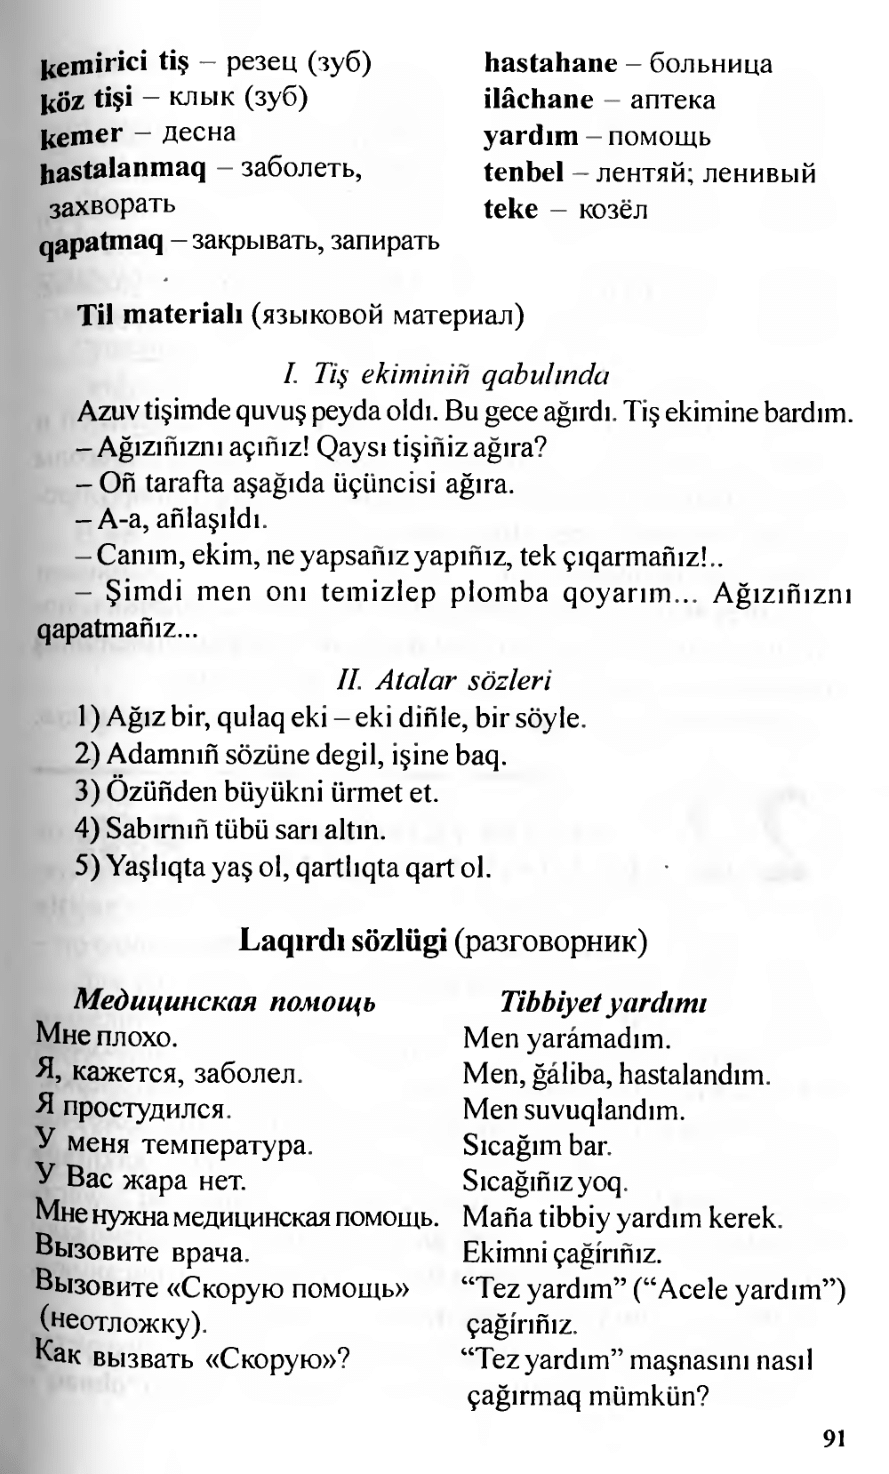 kemirici tiş – резец (зуб)
köz tişi – клык (зуб)
kemer – десна
hastalanmaq – заболеть,
захворать
qapatmaq – закрывать, запирать
hastahane – больница
ilâchane – аптека
yardım – помощь
tenbel – лентяй; ленивый
teke – козёл
Til materialı (языковой материал)
I. Tiş ekiminiñ qabulında
Azuv tişimde quvuş peyda oldı. Bu gece ağırdı. Tiş ekimine bardım.
– Ağızıñıznı açıñız! Qaysı tişiñiz ağıra?
– Oñ tarafta aşağıda üçüncisi ağıra.
– A-a, añlaşıldı.
– Canım, ekim, ne yapsañız yapıñız, tek çıqarmañız!..
– Şimdi men onı temizlep plomba qoyarım... Ağızıñıznı
qapatmañız...
II. Atalar sözleri
1) Ağız bir, qulaq eki – eki diñle, bir söyle.
2) Adamnıñ sözüne degil, işine baq.
3) Özüñden büyükni ürmet et.
4) Sabırnıñ tübü sarı altın.
5) Yaşlıqta yaş ol, qartlıqta qart ol.
Laqırdı sözlügi (разговорник)
Медицинская помощь
Мне плохо.
Я, кажется, заболел.
Я простудился.
У меня температура.
У Вас жара нет.
Мне нужна медицинская помощь.
Вызовите врача.
Вызовите «Скорую помощь»
(неотложку).
Как вызвать «Скорую»?
Tibbiyet yardımı
Men yarámadım.
Men, ğáliba, hastalandım.
Men suvuqlandım.
Sıcağım bar.
Sıcağıñız yoq.
Maña tibbiy yardım kerek.
Ekimni çağírıñız.
“Tez yardım” (“Acele yardım”)
çağírıñız.
“Tez yardım” maşnasını nasıl
çağırmaq mümkün?
91